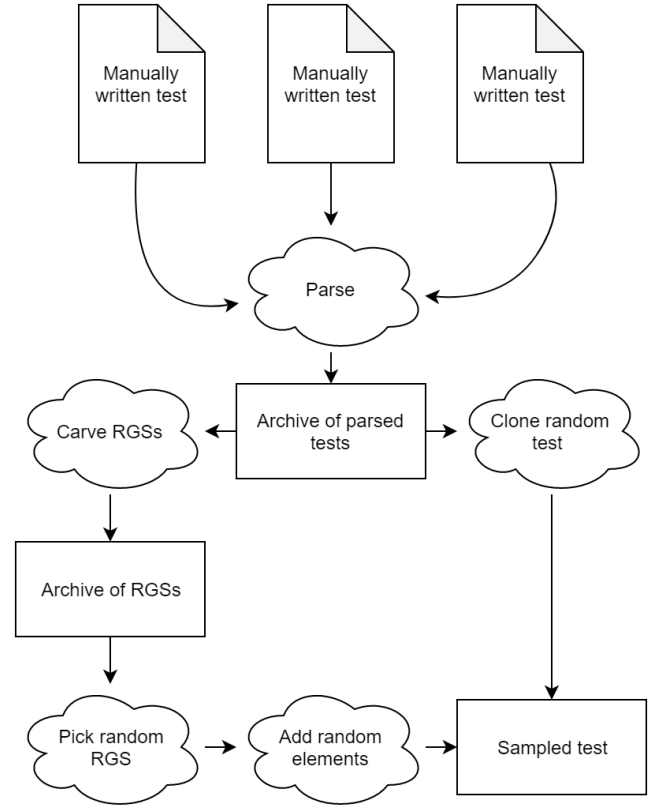 Manually
written test
Manually
written test
Manually
written test
Parse
Carve RGSs
Archive of parsed
tests
Clone random
test
Archive of RGSs
Pick random
RGS
Add random
elements
Sampled test